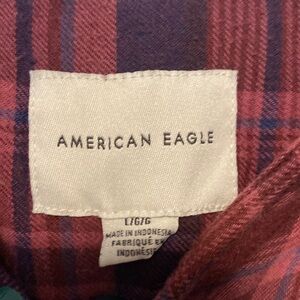 AMERICAN EAGLE
L/G/G
MADE IN INDONESIA
FABRIQUÉ EN
INDONÉSIE